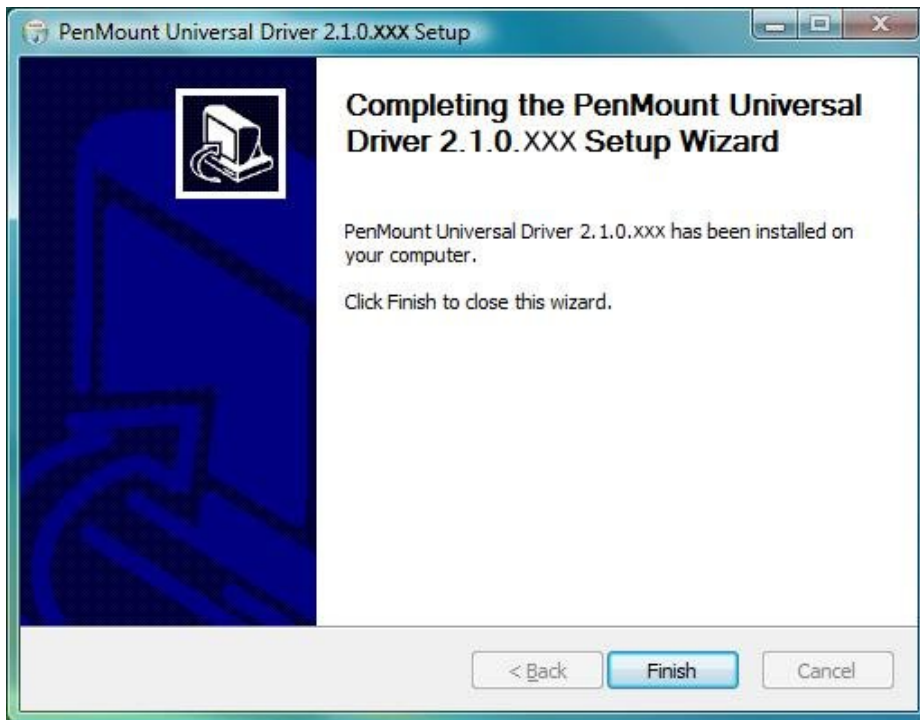 PenMount Universal Driver 2.1.0.XXX Setup
Completing the PenMount Universal
Driver 2.1.0.XXX Setup Wizard
PenMount Universal Driver 2.1.0.XXX has been installed on
your computer.
Click Finish to close this wizard.
< Back
Finish
Cancel